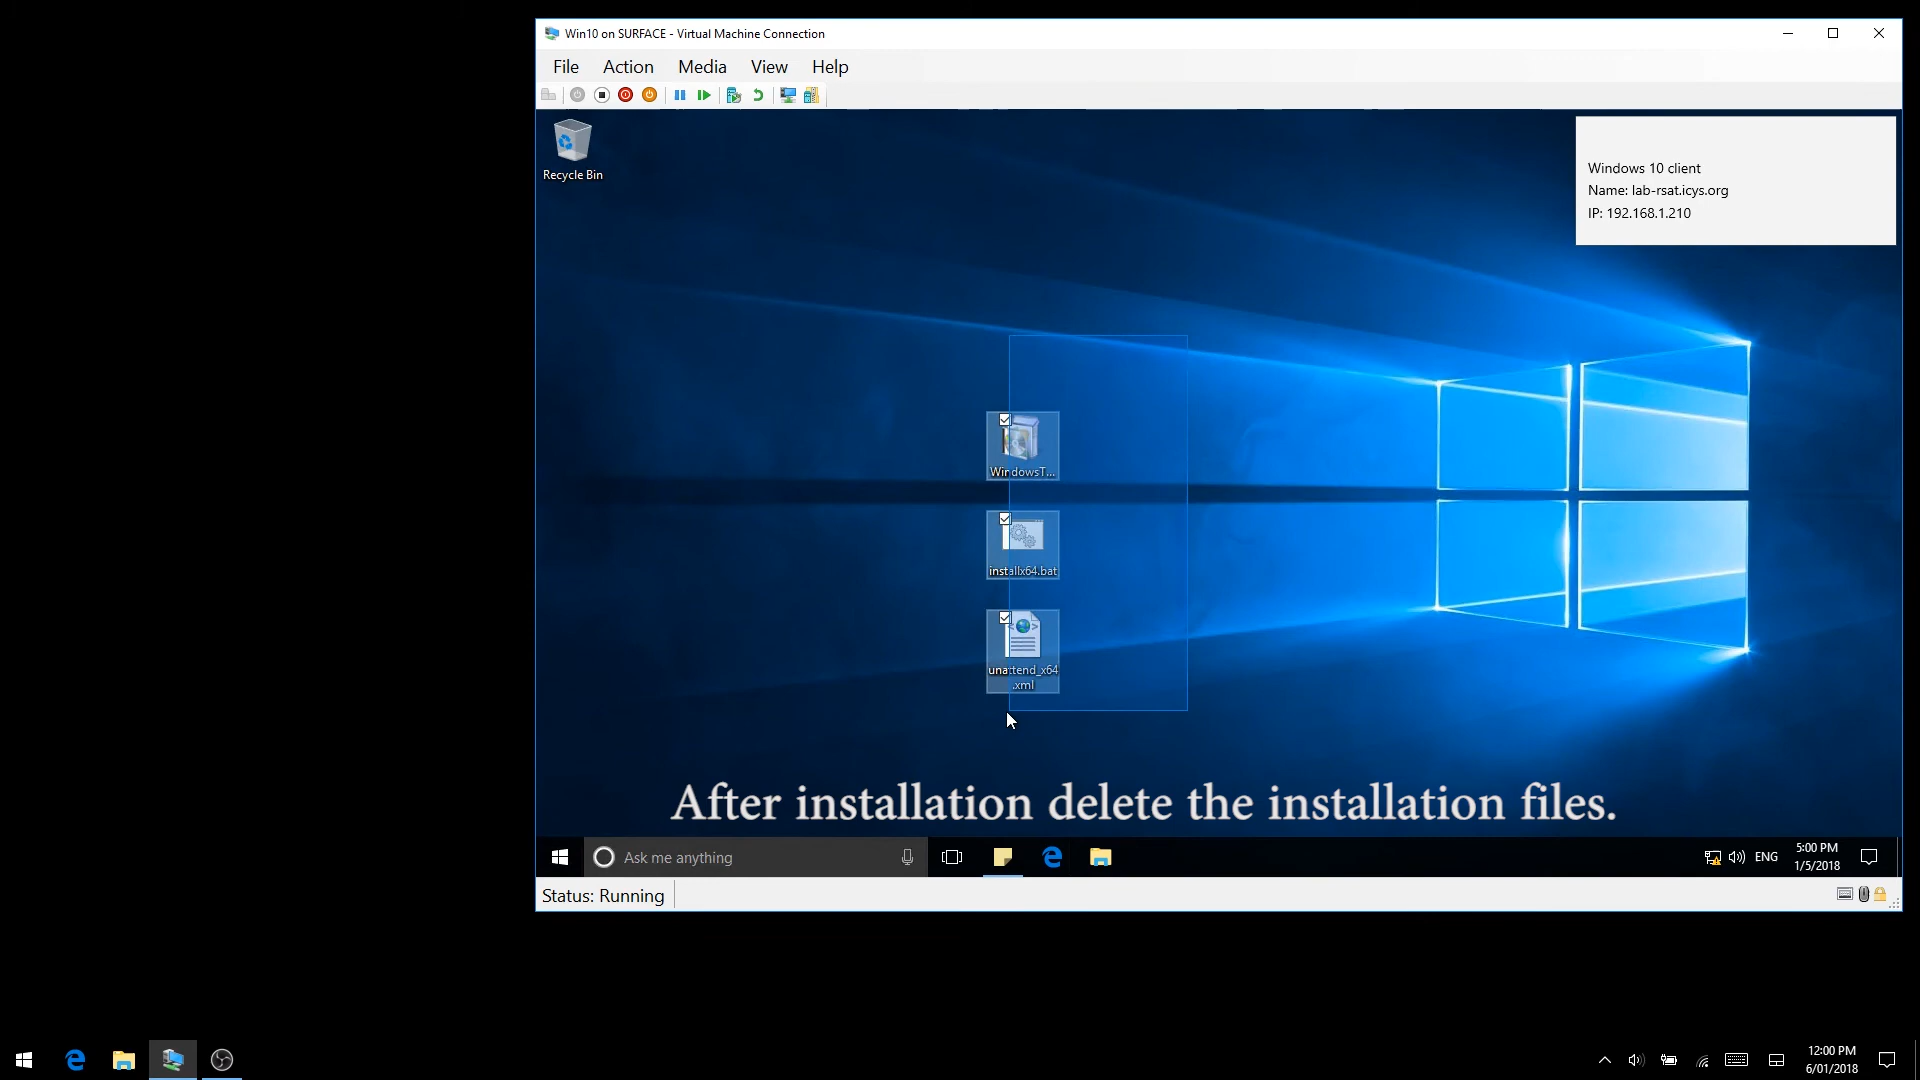 Win10 on SURFACE - Virtual Machine Connection
File Action Media View Help
Recycle Bin
Windows 10 client
Name: lab-rsat.icys.org
IP: 192.168.1.210
WindowsT...
installx64.bat
unattend_x64
.xml
After installation delete the installation files.
Ask me anything
ENG
5:00 PM
1/5/2018
Status: Running
12:00 PM
6/01/2018